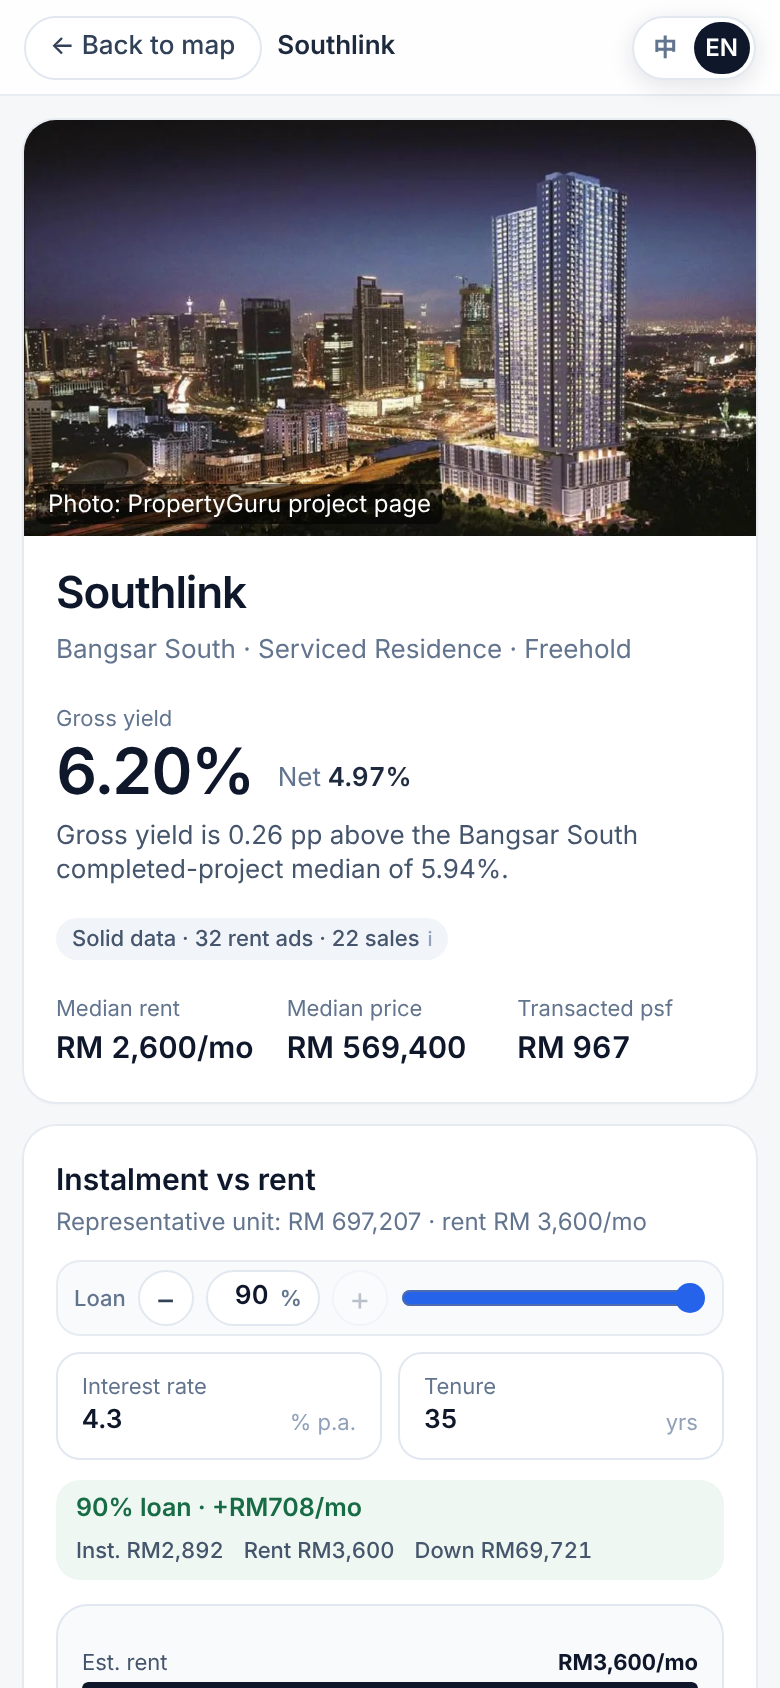 ← Back to map
Southlink
中
EN
Photo: PropertyGuru project page
Southlink
Bangsar South · Serviced Residence · Freehold
Gross yield
6.20%
Net 4.97%
Gross yield is 0.26 pp above the Bangsar South
completed-project median of 5.94%.
Solid data · 32 rent ads · 22 sales i
Median rent
RM 2,600/mo
Median price
RM 569,400
Transacted psf
RM 967
Instalment vs rent
Representative unit: RM 697,207 · rent RM 3,600/mo
Loan − 90 % +
Interest rate
4.3 % p.a.
Tenure
35 yrs
90% loan · +RM708/mo
Inst. RM2,892 Rent RM3,600 Down RM69,721
Est. rent RM3,600/mo